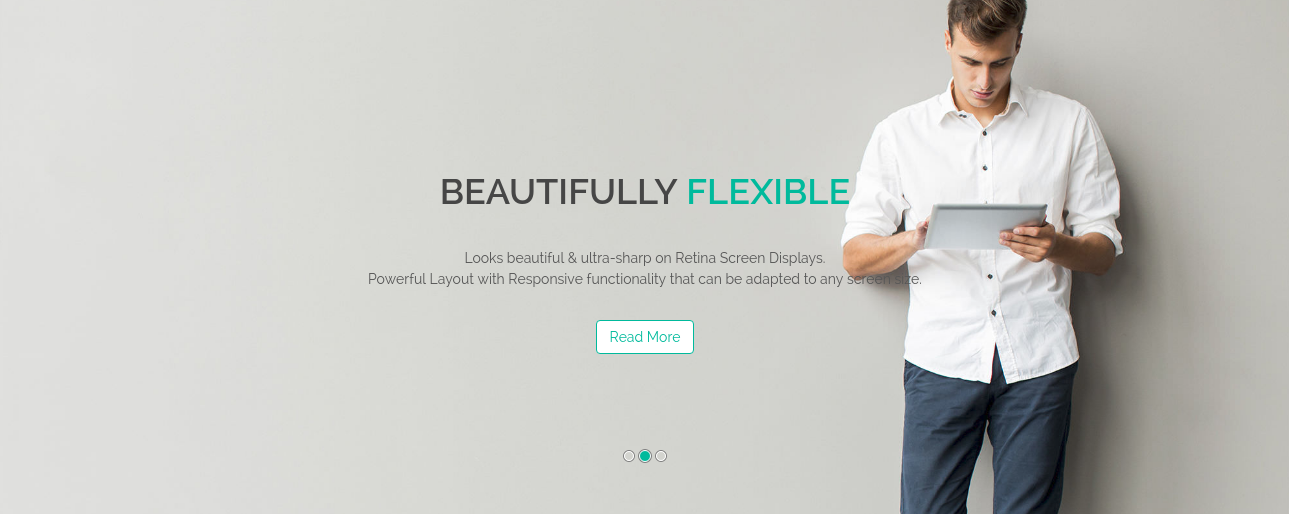 BEAUTIFULLY FLEXIBLE
Looks beautiful & ultra-sharp on Retina Screen Displays.
Powerful Layout with Responsive functionality that can be adapted to any screen size.
Read More